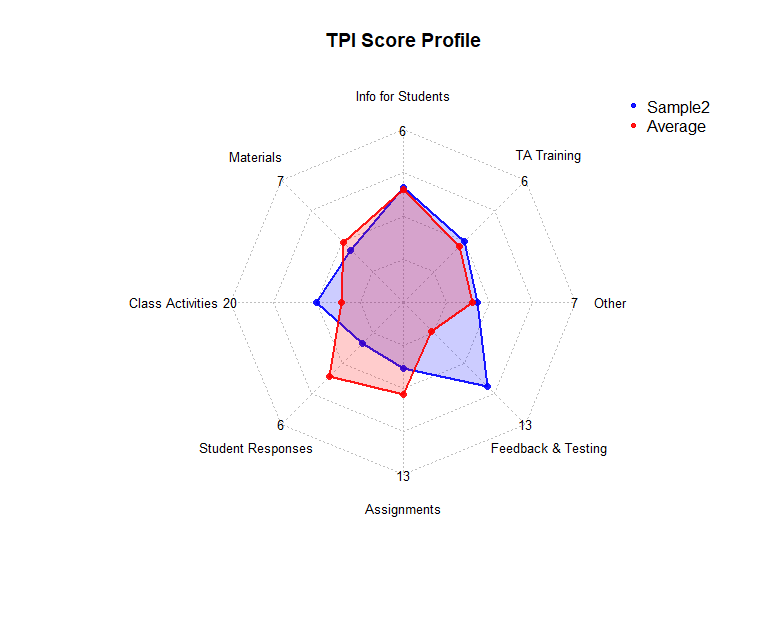 TPI Score Profile
Sample2
Average
Info for Students
6
TA Training
6
Materials
7
Class Activities 20
7 Other
6
Student Responses
13
Feedback & Testing
13
Assignments